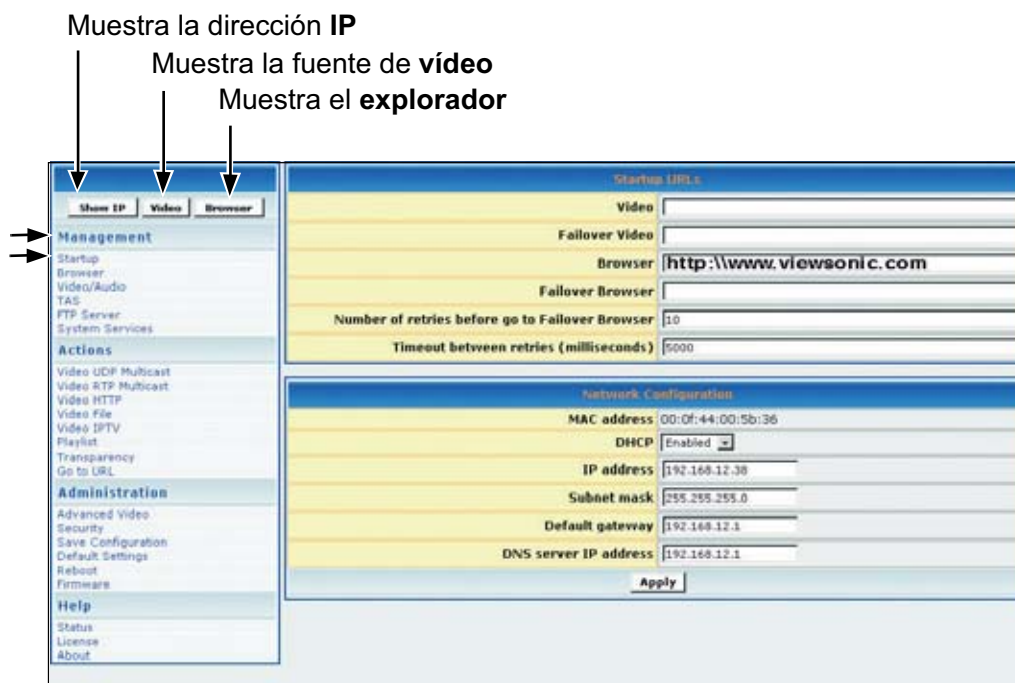 Muestra la dirección IP
Muestra la fuente de vídeo
Muestra el explorador
Show IP Video Browser
Management
Startup
Browser
Video/Audio
TAS
FTP Server
System Services
Actions
Video UDP Multicast
Video RTP Multicast
Video HTTP
Video File
Video IPTV
Playlist
Transparency
Go to URL
Administration
Advanced Video
Security
Save Configuration
Default Settings
Reboot
Firmware
Help
Status
License
About
Startup URLs
Video
Failover Video
Browser http:\\www.viewsonic.com
Failover Browser
Number of retries before go to Failover Browser 10
Timeout between retries (milliseconds) 5000
Network Configuration
MAC address 00:0f:44:00:5b:36
DHCP Enabled
IP address 192.168.12.38
Subnet mask 255.255.255.0
Default gateway 192.168.12.1
DNS server IP address 192.168.12.1
Apply